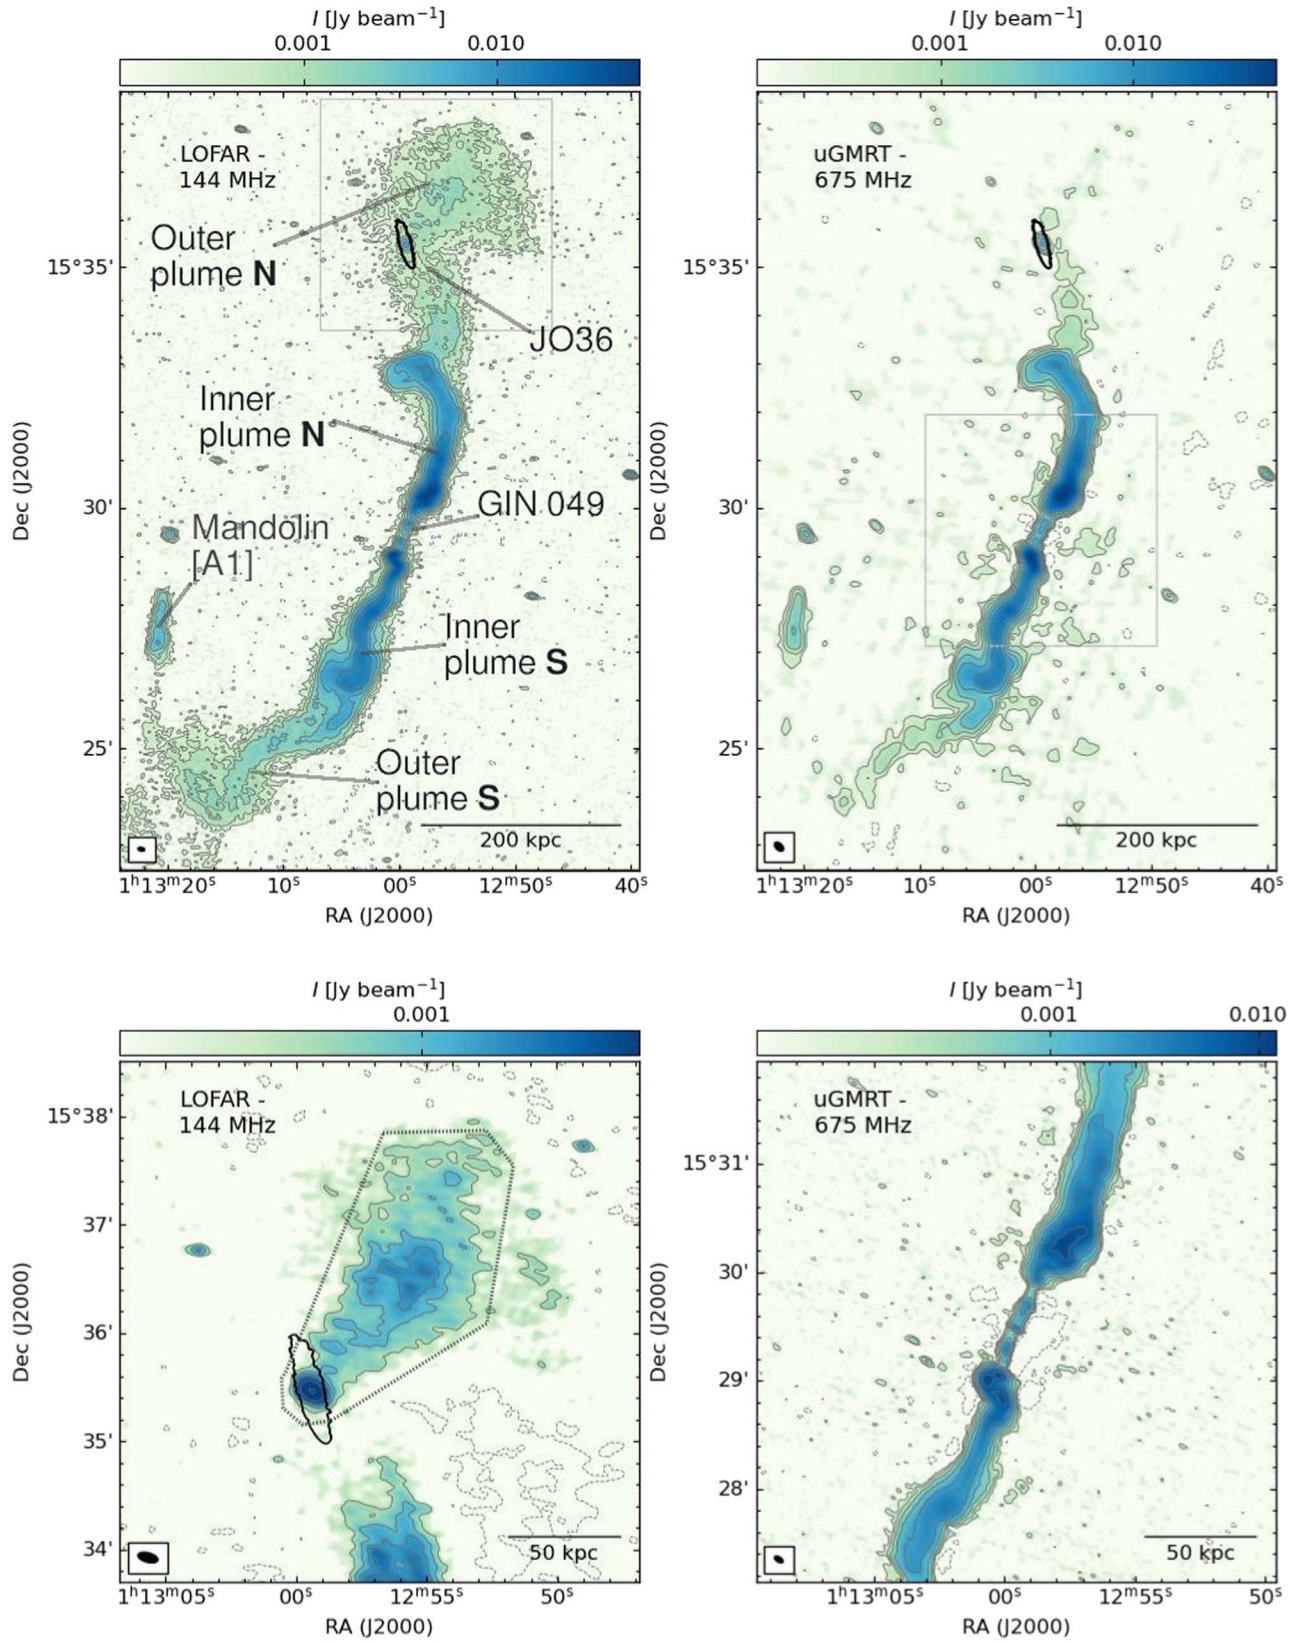 I [Jy beam⁻¹]
0.001 0.010
LOFAR -
144 MHz
Outer
plume N
JO36
Inner
plume N
GIN 049
Mandolin
[A1]
Inner
plume S
Outer
plume S
200 kpc
15°35'
30'
25'
Dec (J2000)
1ʰ13ᵐ20ˢ 10ˢ 00ˢ 12ᵐ50ˢ 40ˢ
RA (J2000)
I [Jy beam⁻¹]
0.001 0.010
uGMRT -
675 MHz
200 kpc
15°35'
30'
25'
Dec (J2000)
1ʰ13ᵐ20ˢ 10ˢ 00ˢ 12ᵐ50ˢ 40ˢ
RA (J2000)
I [Jy beam⁻¹]
0.001
LOFAR -
144 MHz
50 kpc
15°38'
37'
36'
35'
34'
Dec (J2000)
1ʰ13ᵐ05ˢ 00ˢ 12ᵐ55ˢ 50ˢ
RA (J2000)
I [Jy beam⁻¹]
0.001 0.010
uGMRT -
675 MHz
50 kpc
15°31'
30'
29'
28'
Dec (J2000)
1ʰ13ᵐ05ˢ 00ˢ 12ᵐ55ˢ 50ˢ
RA (J2000)